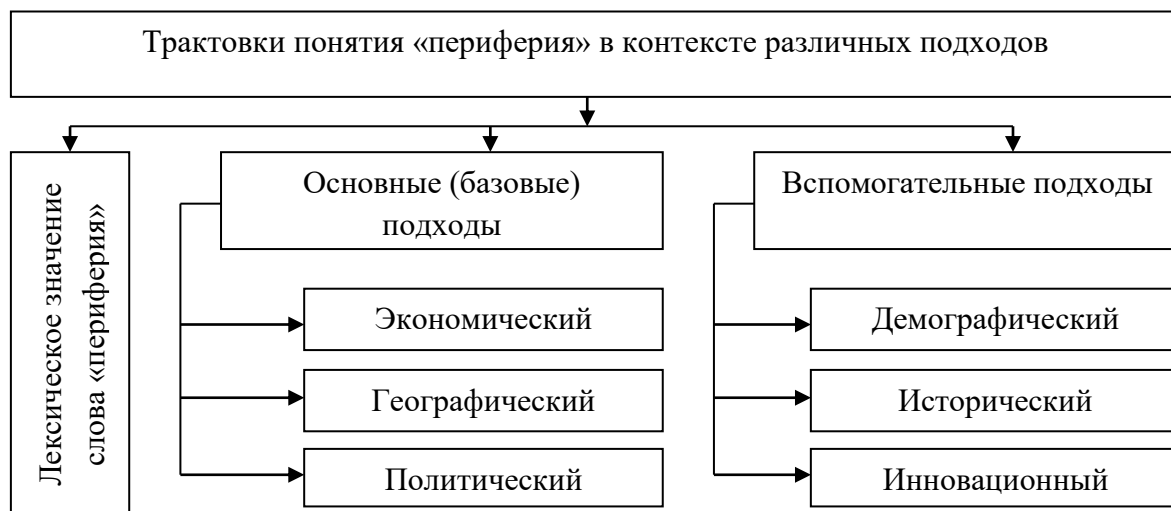 Трактовки понятия «периферия» в контексте различных подходов
Лексическое значение
слова «периферия»
Основные (базовые)
подходы
Экономический
Географический
Политический
Вспомогательные подходы
Демографический
Исторический
Инновационный